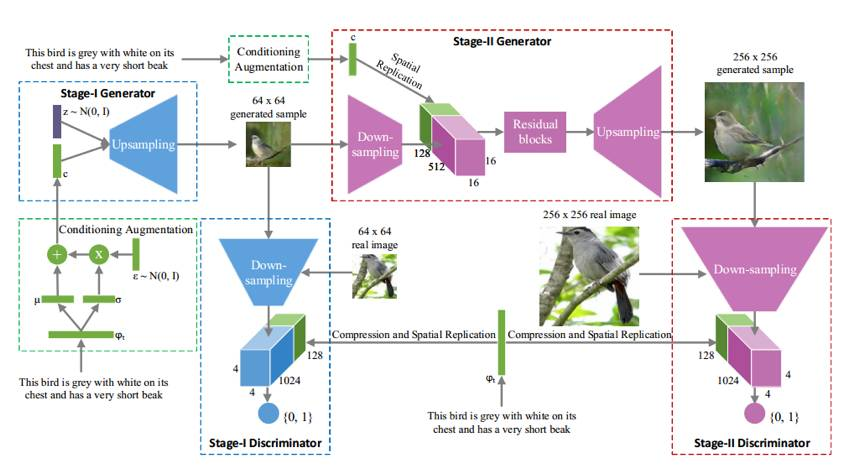 This bird is grey with white on its
chest and has a very short beak
Conditioning
Augmentation
c
Spatial
Replication
Stage-II Generator
256 x 256
generated sample
Stage-I Generator
z ~ N(0, I)
Upsampling
c
64 x 64
generated sample
Down-
sampling
128
512
16
16
Residual
blocks
Upsampling
Conditioning Augmentation
+
x
ε ~ N(0, I)
μ
σ
φt
This bird is grey with white on its
chest and has a very short beak
64 x 64
real image
Down-
sampling
256 x 256 real image
Down-sampling
Compression and Spatial Replication
Compression and Spatial Replication
4
4
1024
128
{0, 1}
Stage-I Discriminator
φt
This bird is grey with white on its
chest and has a very short beak
128
1024
4
4
{0, 1}
Stage-II Discriminator